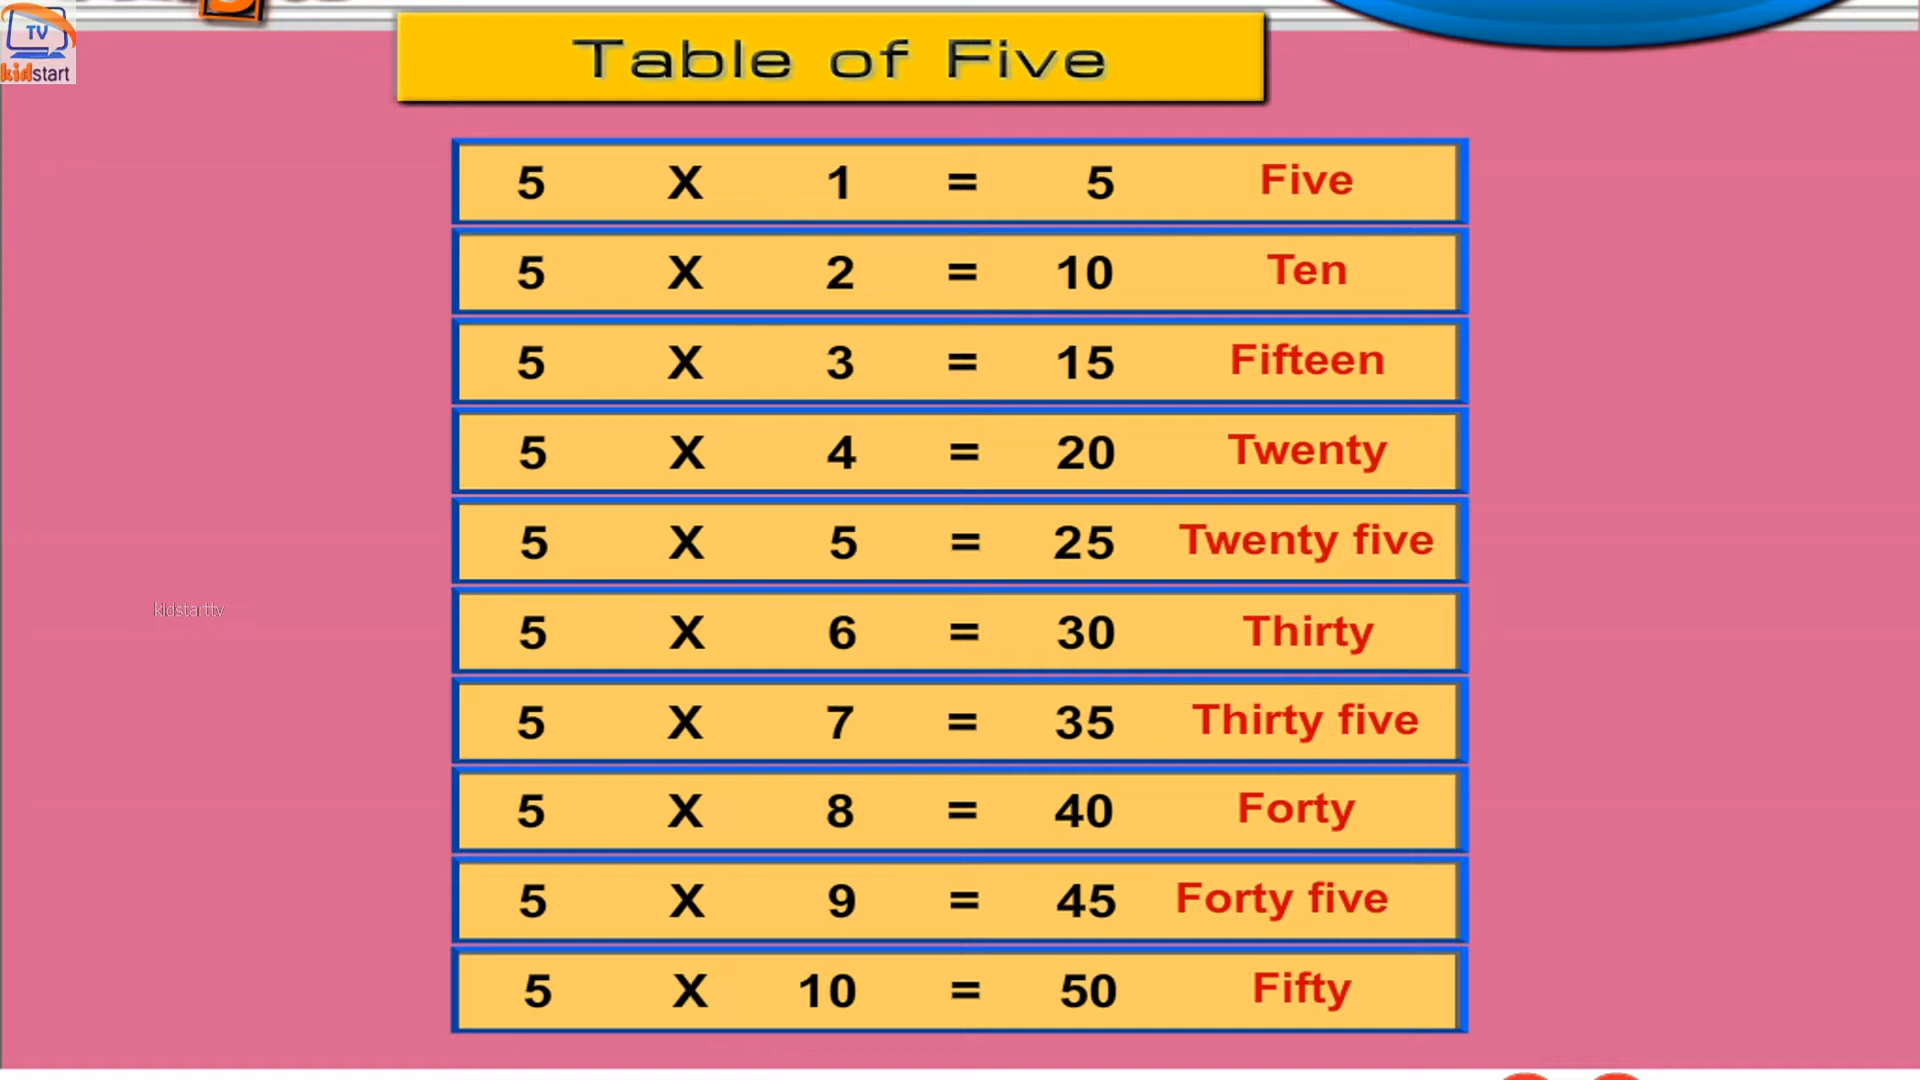 TV
kidstart
Table of Five
5 X 1 = 5 Five
5 X 2 = 10 Ten
5 X 3 = 15 Fifteen
5 X 4 = 20 Twenty
5 X 5 = 25 Twenty five
5 X 6 = 30 Thirty
kidstarttv
5 X 7 = 35 Thirty five
5 X 8 = 40 Forty
5 X 9 = 45 Forty five
5 X 10 = 50 Fifty